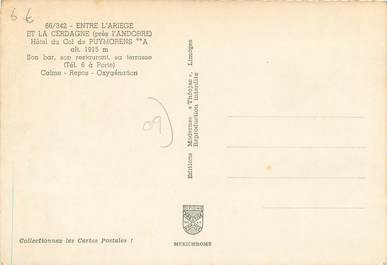 6 €
66/342 - ENTRE L'ARIEGE
ET LA CERDAGNE (près l'ANDORRE)
Hôtel du Col de PUYMORENS **A
alt. 1915 m
Son bar, son restaurant, sa terrasse
(Tél. 6 à Porté)
Calme - Repos - Oxygénation
09)
Editions Modernes « Théojac », Limoges
Reproduction interdite
MEXICHROME
Collectionnez les Cartes Postales !